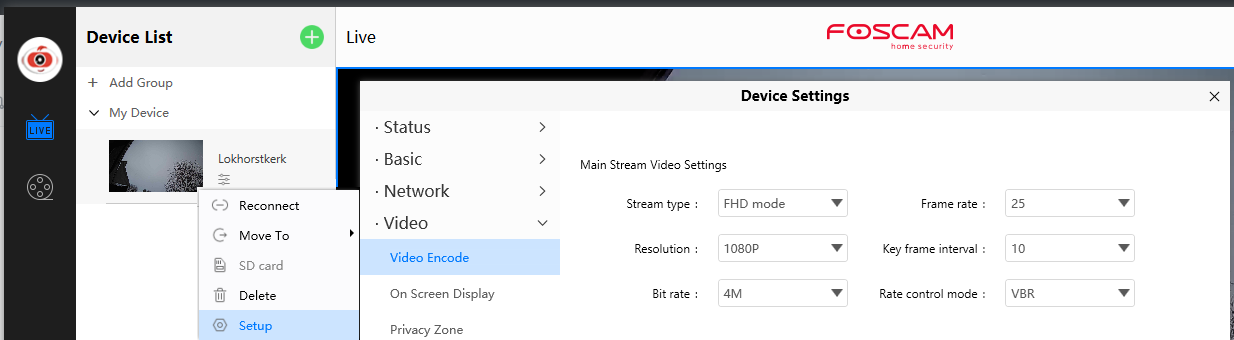 Device List
Live
FOSCAM
home security
Add Group
My Device
LIVE
Lokhorstkerk
Reconnect
Move To
SD card
Delete
Setup
Device Settings
· Status
· Basic
· Network
· Video
Video Encode
On Screen Display
Privacy Zone
Main Stream Video Settings
Stream type : FHD mode Frame rate : 25
Resolution : 1080P Key frame interval : 10
Bit rate : 4M Rate control mode : VBR